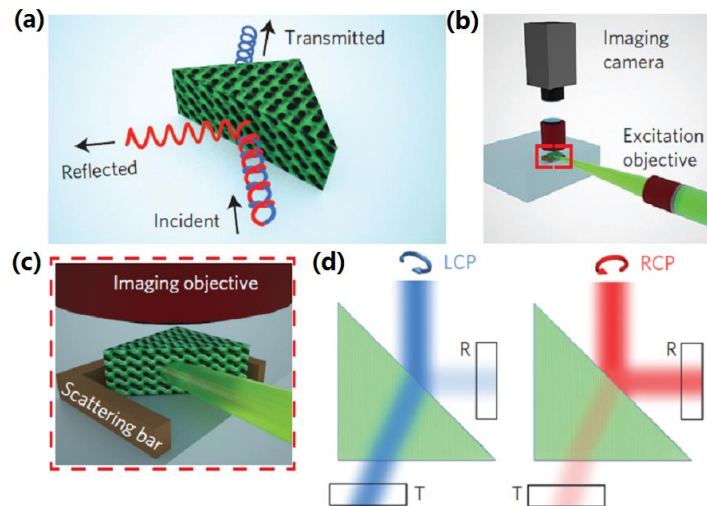 (a)
Transmitted
Reflected
Incident
(b)
Imaging
camera
Excitation
objective
(c)
Imaging objective
Scattering bar
(d)
LCP
R
T
RCP
R
T